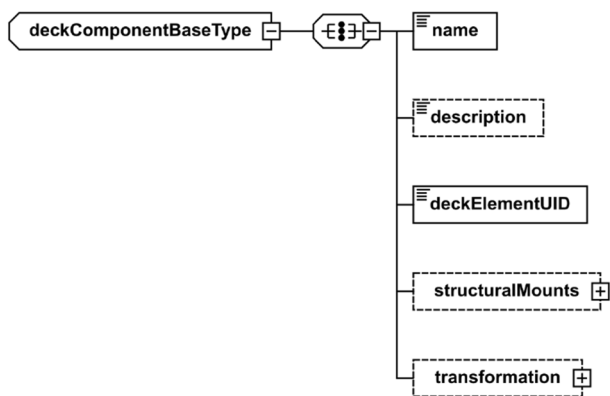 deckComponentBaseType
name
description
deckElementUID
structuralMounts
transformation